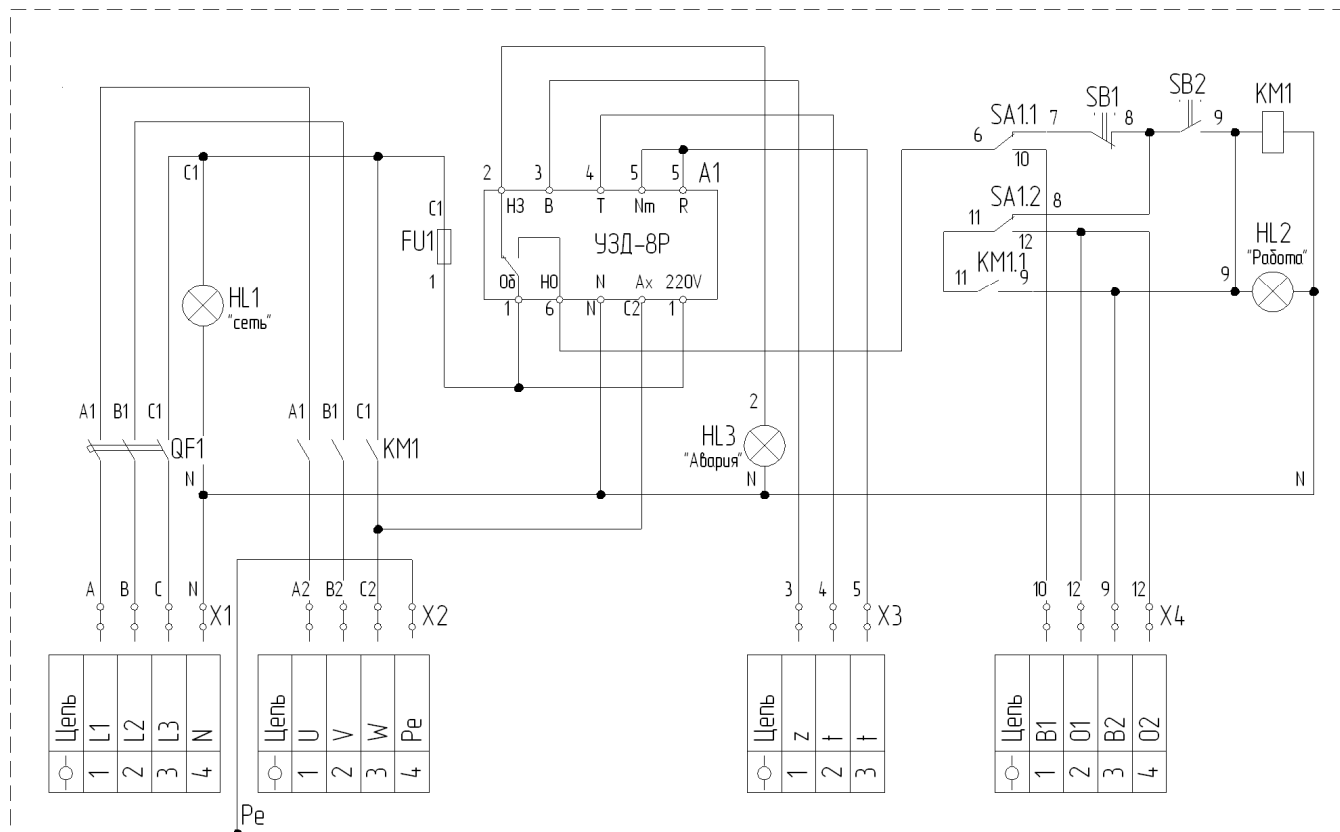 SB2
SB1
KM1
SA1.1
7
8
9
6
10
C1
2
3
4
5
5
A1
НЗ
В
Т
Nm
R
УЗД-8Р
Об
НО
N
Ах
220V
1
6
N
C2
1
C1
FU1
1
SA1.2
8
11
12
KM1.1
11
9
9
HL2
"Работа"
HL1
"сеть"
A1
B1
C1
QF1
N
A1
B1
C1
KM1
2
HL3
"Авария"
N
N
A
B
C
N
X1
A2
B2
C2
X2
3
4
5
X3
10
12
9
12
X4
Цепь
L1
L2
L3
N
1
2
3
4
Цепь
U
V
W
Pe
1
2
3
4
Цепь
z
t
t
1
2
3
Цепь
B1
01
B2
02
1
2
3
4
Pe